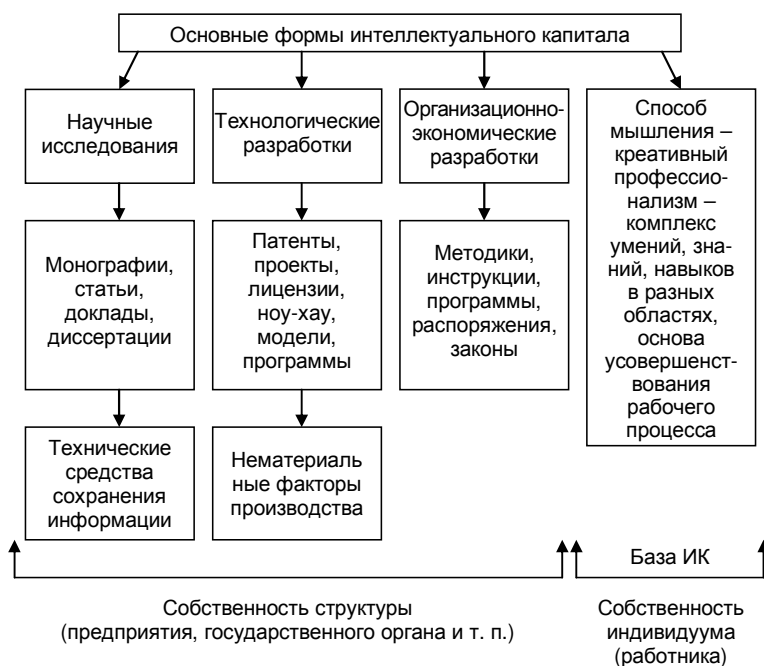 Основные формы интеллектуального капитала
Научные
исследования
Технологические
разработки
Организационно-
экономические
разработки
Способ
мышления –
креативный
профессио-
нализм –
комплекс
умений, зна-
ний, навыков
в разных
областях,
основа
усовершенст-
вования
рабочего
процесса
Монографии,
статьи,
доклады,
диссертации
Патенты,
проекты,
лицензии,
ноу-хау,
модели,
программы
Методики,
инструкции,
программы,
распоряжения,
законы
Технические
средства
сохранения
информации
Нематериаль
ные факторы
производства
База ИК
Собственность структуры
(предприятия, государственного органа и т. п.)
Собственность
индивидуума
(работника)